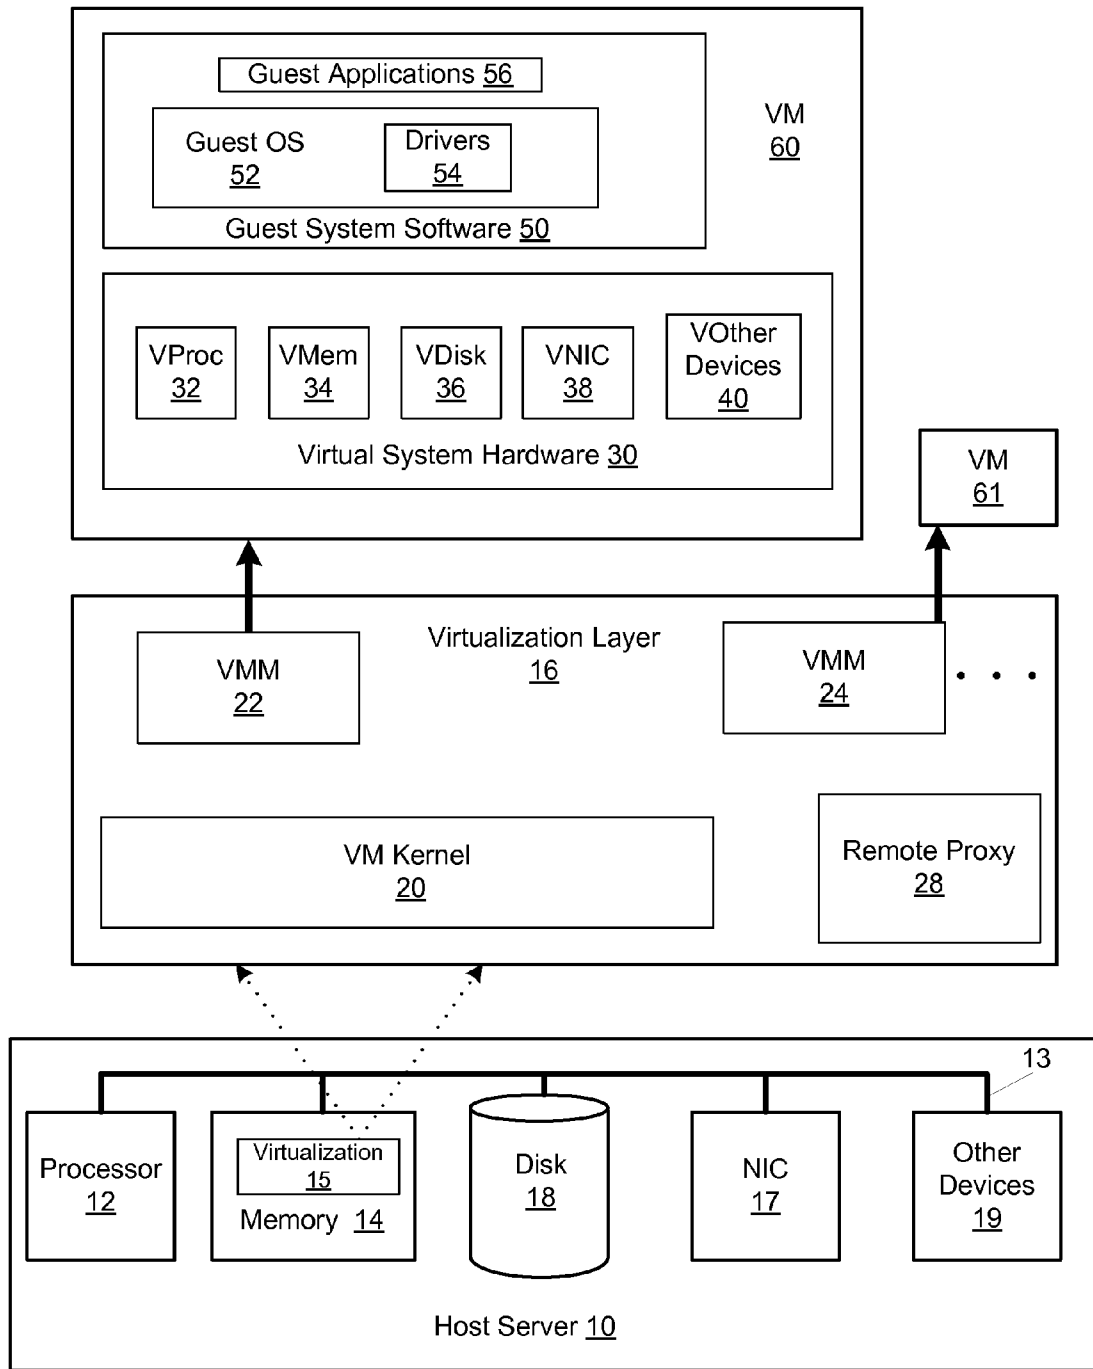 Guest Applications 56
Guest OS
52
Drivers
54
Guest System Software 50
VM
60
VProc
32
VMem
34
VDisk
36
VNIC
38
VOther
Devices
40
Virtual System Hardware 30
VM
61
VMM
22
Virtualization Layer
16
VMM
24
. . .
VM Kernel
20
Remote Proxy
28
13
Processor
12
Virtualization
15
Memory 14
Disk
18
NIC
17
Other
Devices
19
Host Server 10